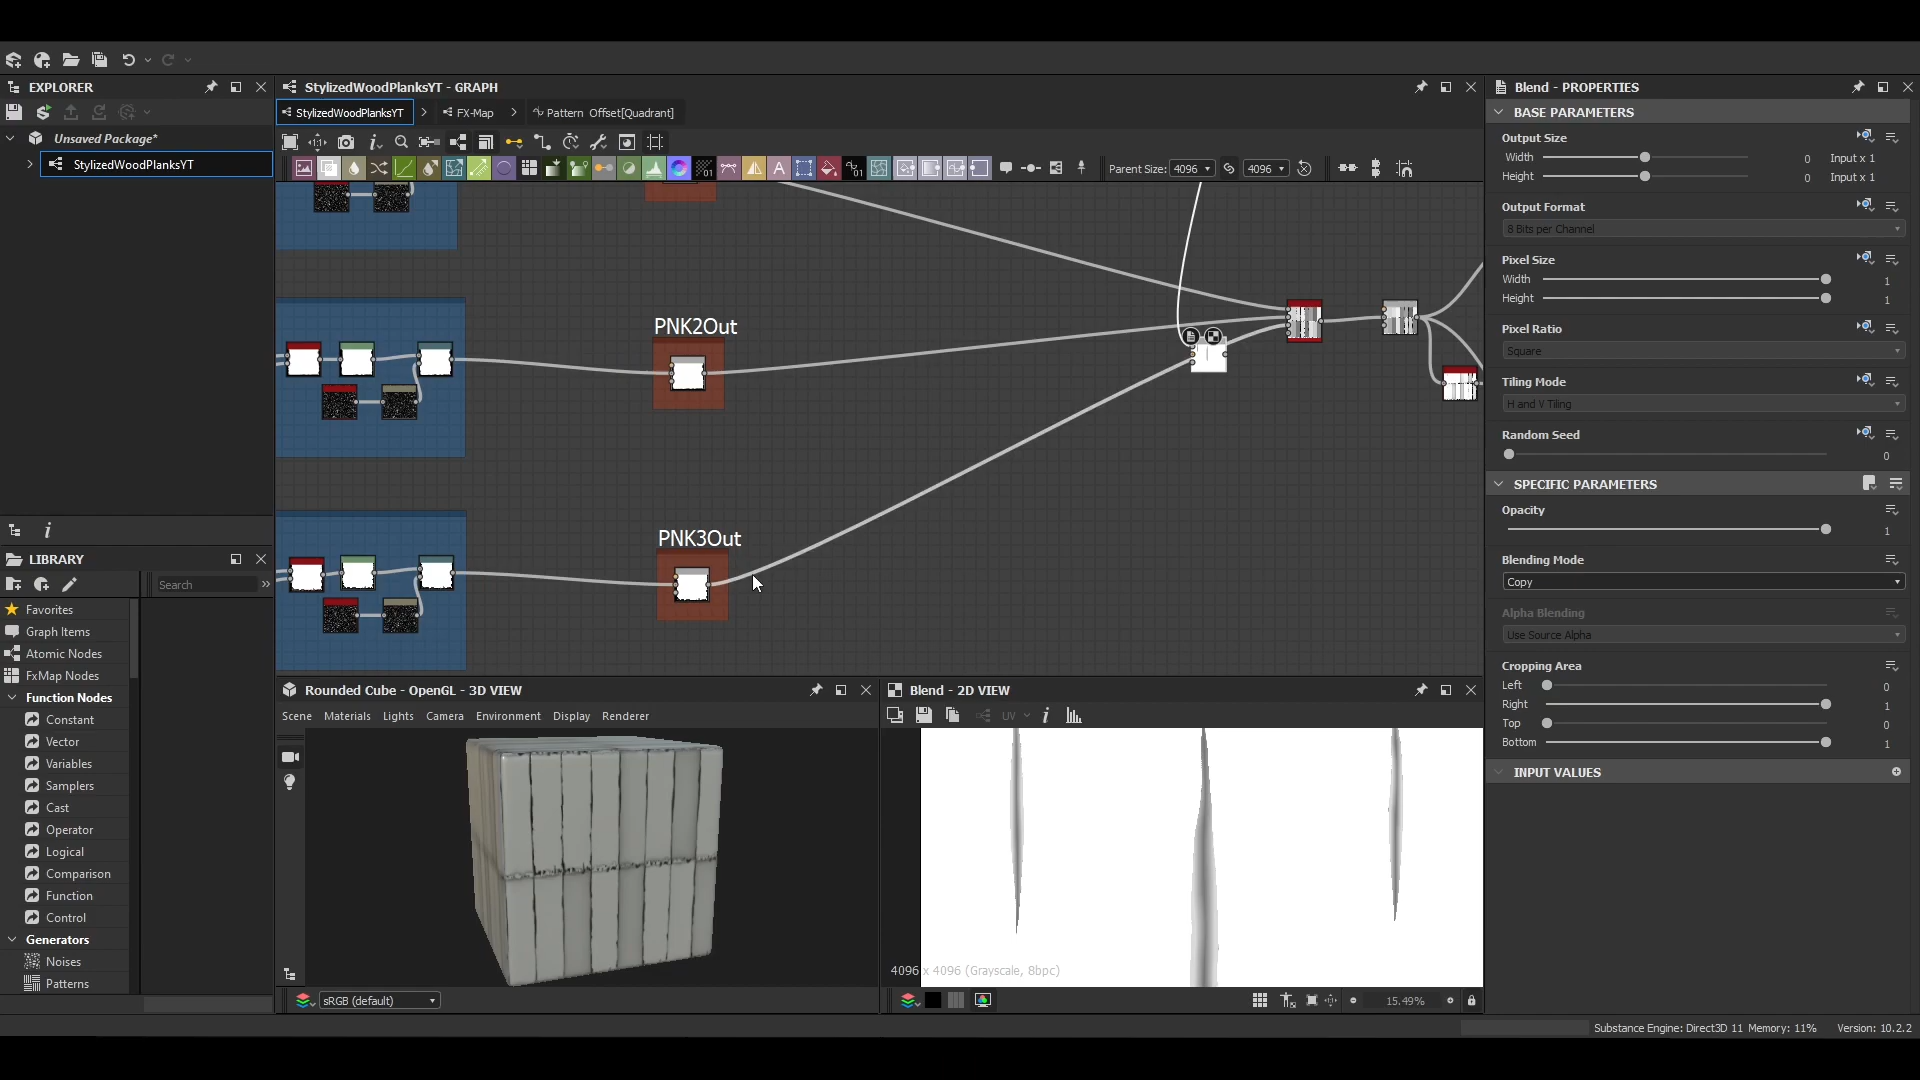 EXPLORER
Unsaved Package*
StylizedWoodPlanksYT
LIBRARY
Search
Favorites
Graph Items
Atomic Nodes
FxMap Nodes
Function Nodes
Constant
Vector
Variables
Samplers
Cast
Operator
Logical
Comparison
Function
Control
Generators
Noises
Patterns
StylizedWoodPlanksYT - GRAPH
StylizedWoodPlanksYT
FX-Map
Pattern Offset[Quadrant]
Parent Size: 4096 4096
PNK2Out
PNK3Out
Rounded Cube - OpenGL - 3D VIEW
Scene Materials Lights Camera Environment Display Renderer
sRGB (default)
Blend - 2D VIEW
UV
4096 x 4096 (Grayscale, 8bpc)
15.49%
Blend - PROPERTIES
BASE PARAMETERS
Output Size
Width 0 Input x 1
Height 0 Input x 1
Output Format
8 Bits per Channel
Pixel Size
Width 1
Height 1
Pixel Ratio
Square
Tiling Mode
H and V Tiling
Random Seed
0
SPECIFIC PARAMETERS
Opacity
1
Blending Mode
Copy
Alpha Blending
Use Source Alpha
Cropping Area
Left 0
Right 1
Top 0
Bottom 1
INPUT VALUES
Substance Engine: Direct3D 11 Memory: 11% Version: 10.2.2